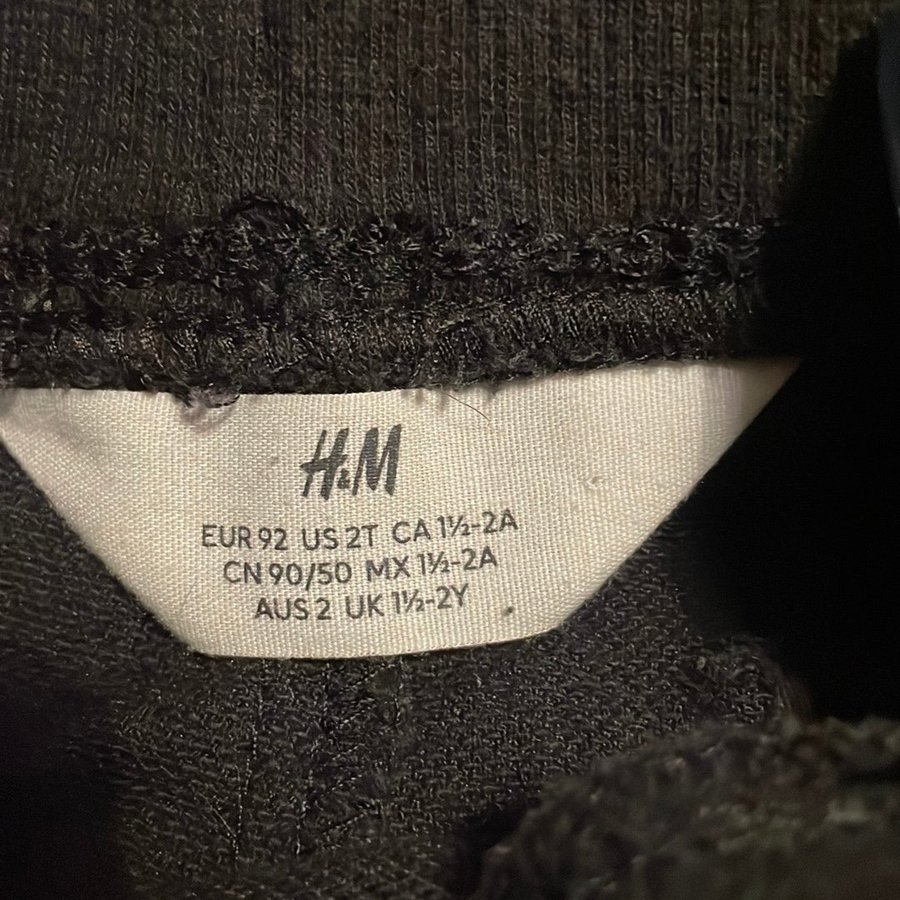 H&M
EUR 92 US 2T CA 1½-2A
CN 90/50 MX 1½-2A
AUS 2 UK 1½-2Y